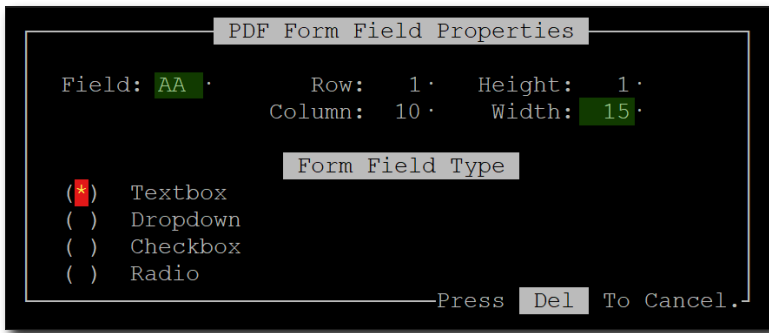 PDF Form Field Properties
Field: AA · Row: 1· Height: 1·
Column: 10· Width: 15·
Form Field Type
(*) Textbox
( ) Dropdown
( ) Checkbox
( ) Radio
Press Del To Cancel.